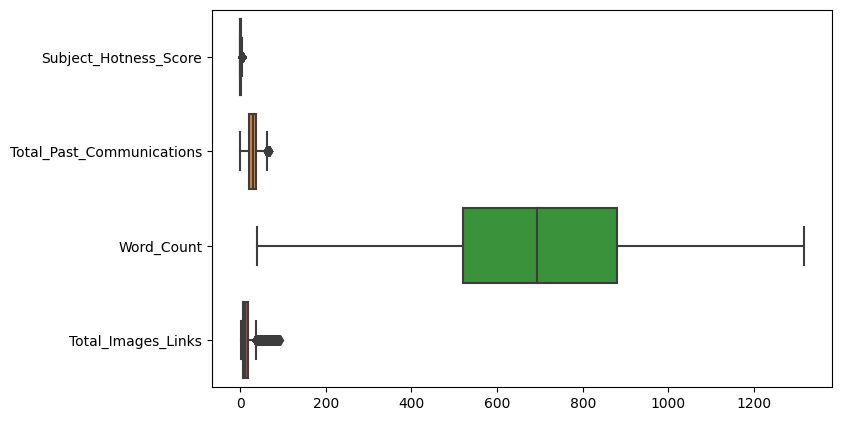 Subject_Hotness_Score
Total_Past_Communications
Word_Count
Total_Images_Links
0 200 400 600 800 1000 1200